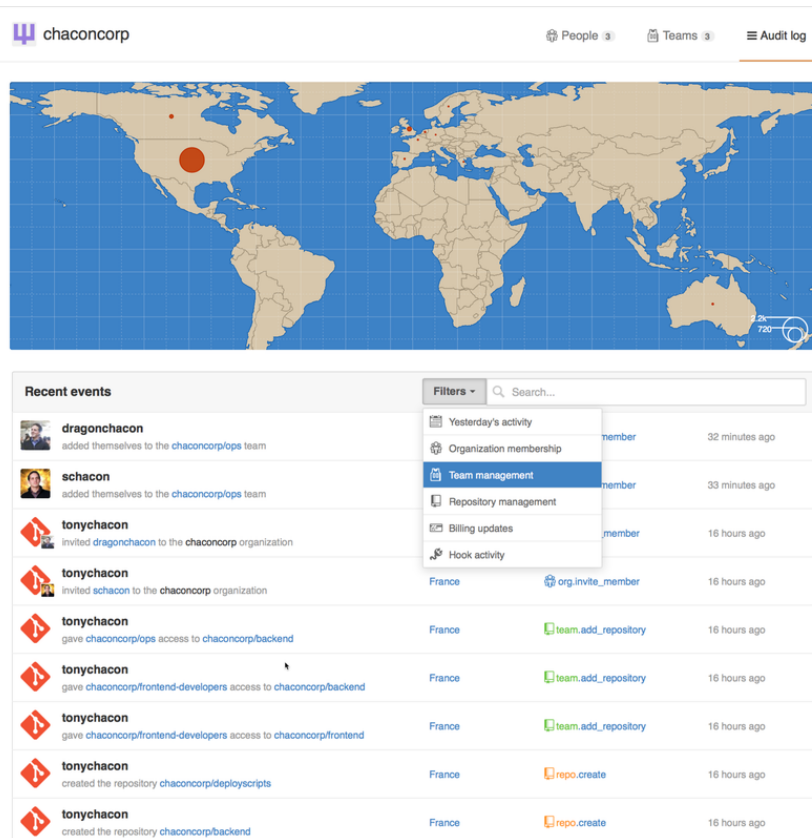 chaconcorp
People 3
Teams 3
Audit log
2.2k
720
Recent events
Filters
Search...
Yesterday's activity
Organization membership
Team management
Repository management
Billing updates
Hook activity
dragonchacon
added themselves to the chaconcorp/ops team
member
32 minutes ago
schacon
added themselves to the chaconcorp/ops team
member
33 minutes ago
tonychacon
invited dragonchacon to the chaconcorp organization
_member
16 hours ago
tonychacon
invited schacon to the chaconcorp organization
France
org.invite_member
16 hours ago
tonychacon
gave chaconcorp/ops access to chaconcorp/backend
France
team.add_repository
16 hours ago
tonychacon
gave chaconcorp/frontend-developers access to chaconcorp/backend
France
team.add_repository
16 hours ago
tonychacon
gave chaconcorp/frontend-developers access to chaconcorp/frontend
France
team.add_repository
16 hours ago
tonychacon
created the repository chaconcorp/deployscripts
France
repo.create
16 hours ago
tonychacon
created the repository chaconcorp/backend
France
repo.create
16 hours ago